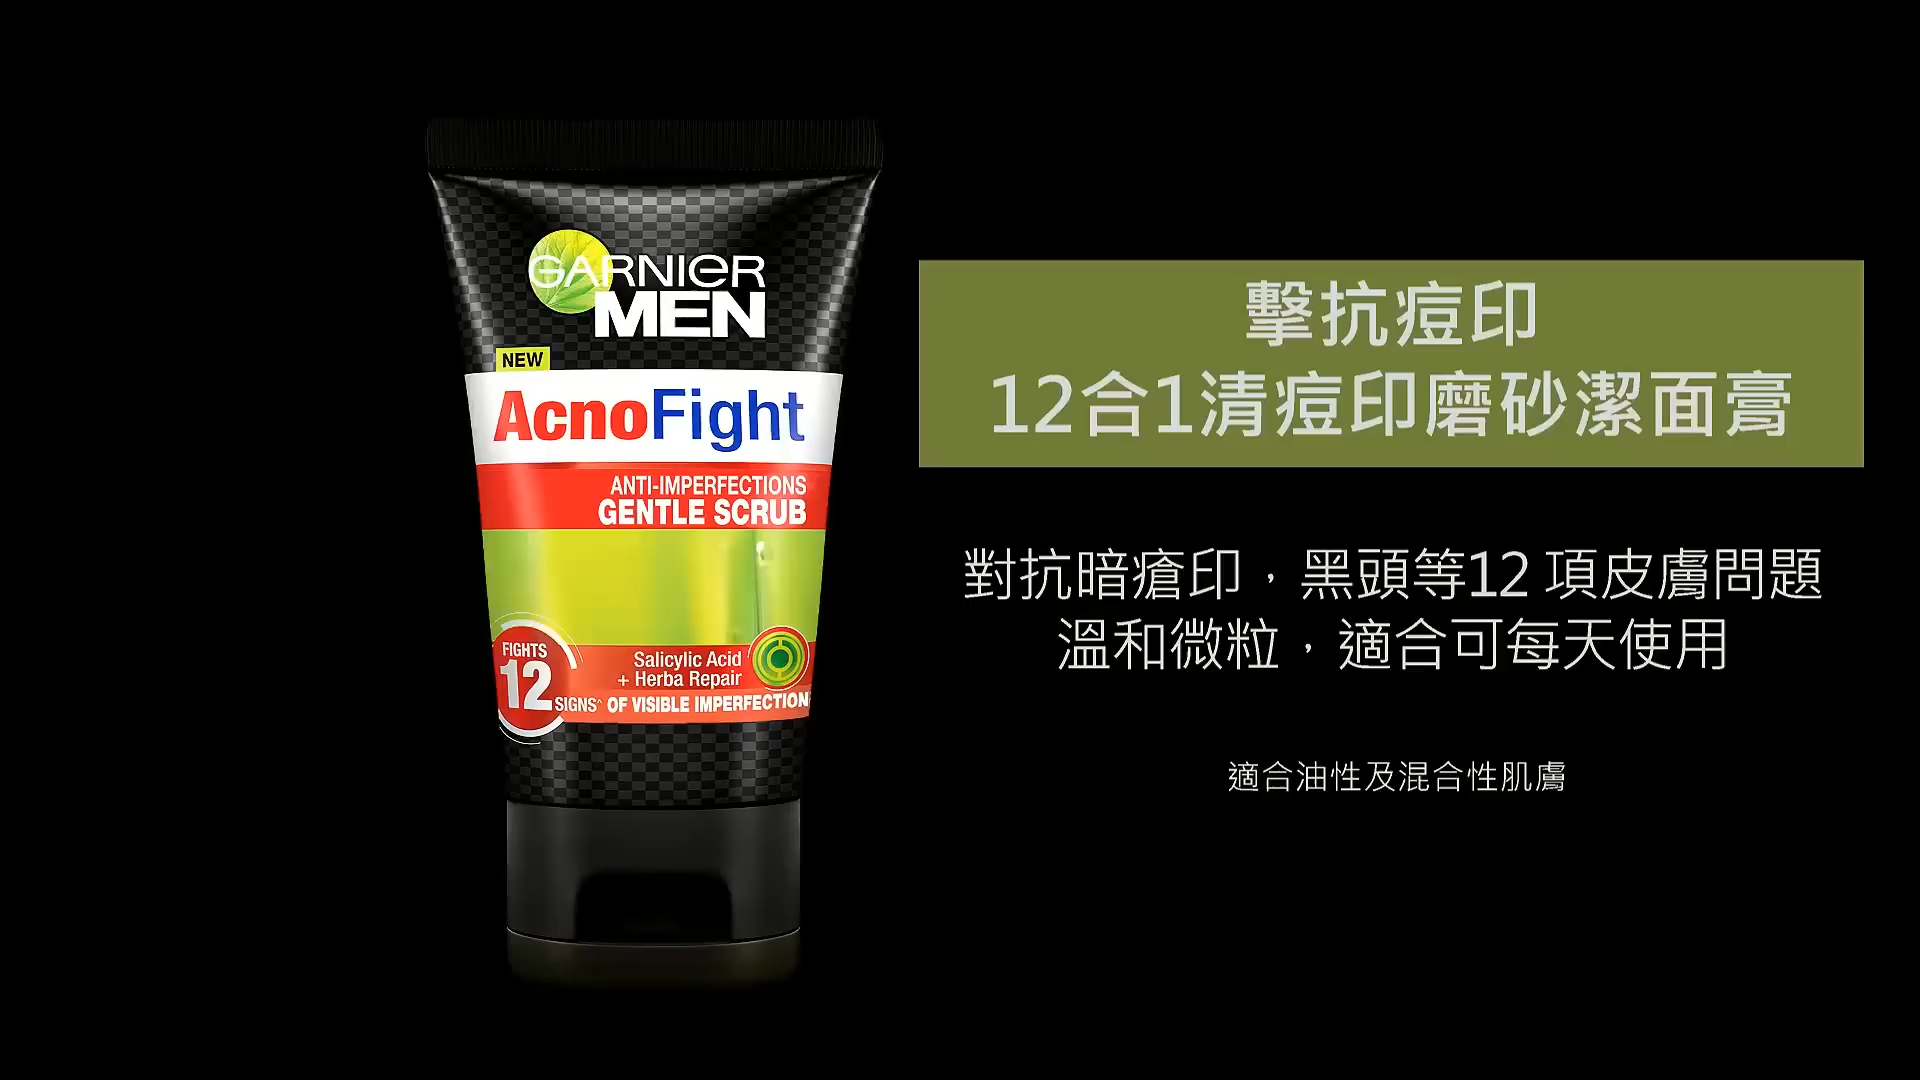 GARNIER
MEN
NEW
AcnoFight
ANTI-IMPERFECTIONS
GENTLE SCRUB
FIGHTS
12
Salicylic Acid
+ Herba Repair
SIGNS^ OF VISIBLE IMPERFECTION
擊抗痘印
12合1清痘印磨砂潔面膏
對抗暗瘡印，黑頭等12 項皮膚問題
溫和微粒，適合可每天使用
適合油性及混合性肌膚